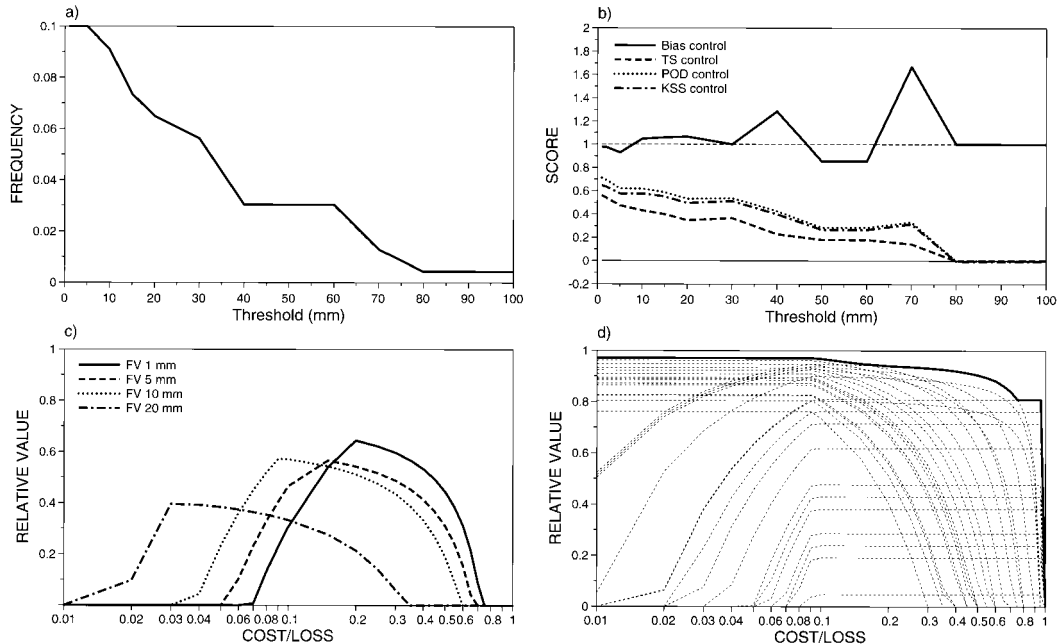 a)
FREQUENCY
0.1
0.08
0.06
0.04
0.02
0
0 10 20 30 40 50 60 70 80 90 100
Threshold (mm)
b)
SCORE
2
1.8
1.6
1.4
1.2
1
0.8
0.6
0.4
0.2
0
-0.2
Bias control
TS control
POD control
KSS control
0 10 20 30 40 50 60 70 80 90 100
Threshold (mm)
c)
RELATIVE VALUE
1
0.8
0.6
0.4
0.2
FV 1 mm
FV 5 mm
FV 10 mm
FV 20 mm
0.01 0.02 0.03 0.04 0.06 0.08 0.1 0.2 0.3 0.4 0.50.6 0.8 1
COST/LOSS
d)
RELATIVE VALUE
1
0.8
0.6
0.4
0.2
0
0.01 0.02 0.03 0.04 0.06 0.08 0.1 0.2 0.3 0.4 0.50.6 0.8 1
COST/LOSS